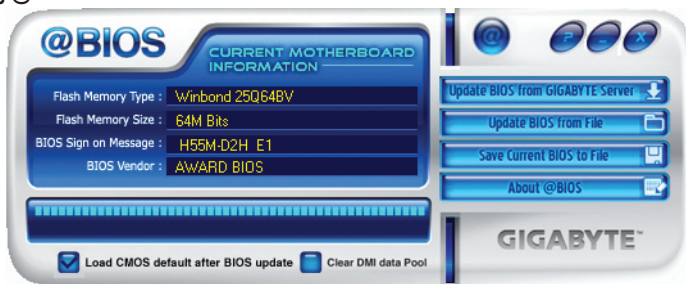 @BIOS
CURRENT MOTHERBOARD
INFORMATION
Flash Memory Type : Winbond 25Q64BV
Flash Memory Size : 64M Bits
BIOS Sign on Message : H55M-D2H E1
BIOS Vendor : AWARD BIOS
Load CMOS default after BIOS update Clear DMI data Pool
@ ? - X
Update BIOS from GIGABYTE Server
Update BIOS from File
Save Current BIOS to File
About @BIOS
GIGABYTE™